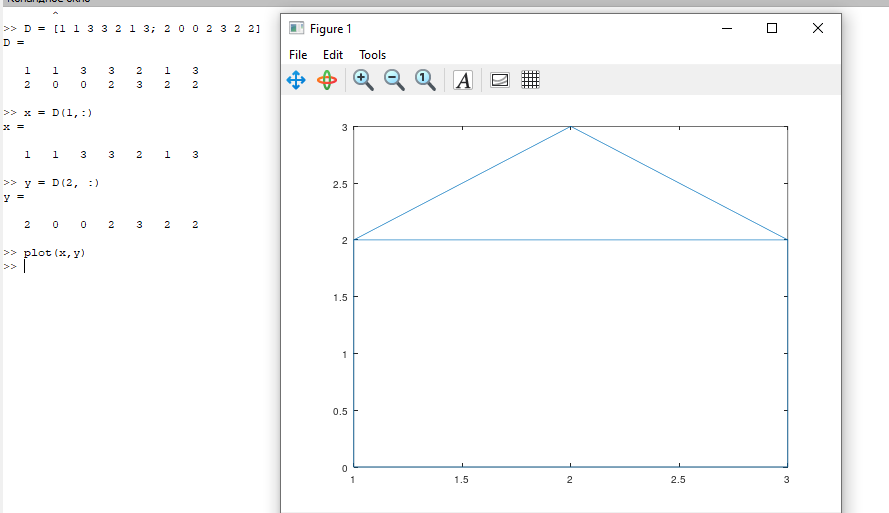 Командное окно
^
>> D = [1 1 3 3 2 1 3; 2 0 0 2 3 2 2]
D =
1 1 3 3 2 1 3
2 0 0 2 3 2 2
>> x = D(1,:)
x =
1 1 3 3 2 1 3
>> y = D(2, :)
y =
2 0 0 2 3 2 2
>> plot(x,y)
>>
Figure 1
File Edit Tools
1 A
3
2.5
2
1.5
1
0.5
0
1 1.5 2 2.5 3